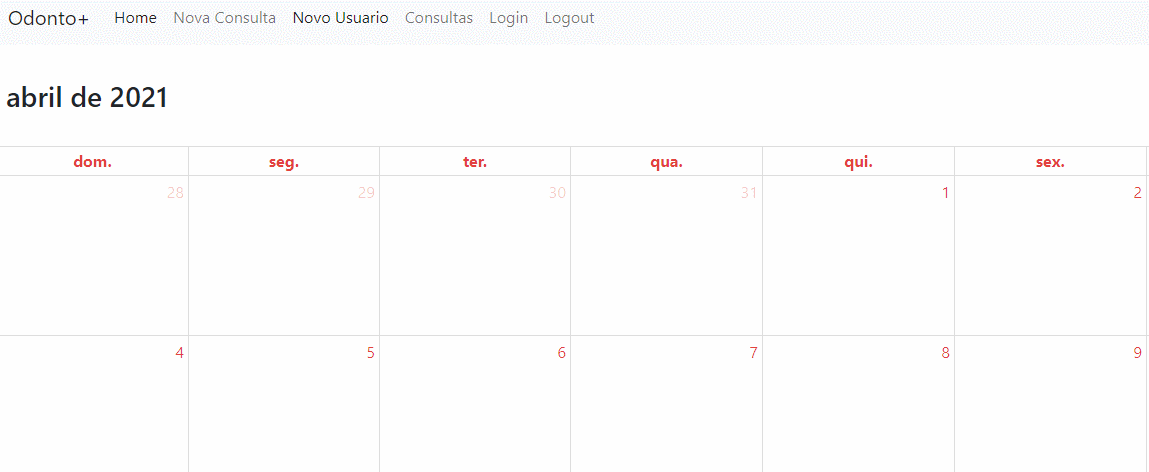 Odonto+ Home Nova Consulta Novo Usuario Consultas Login Logout
abril de 2021
dom. seg. ter. qua. qui. sex.
28 29 30 31 1 2
4 5 6 7 8 9